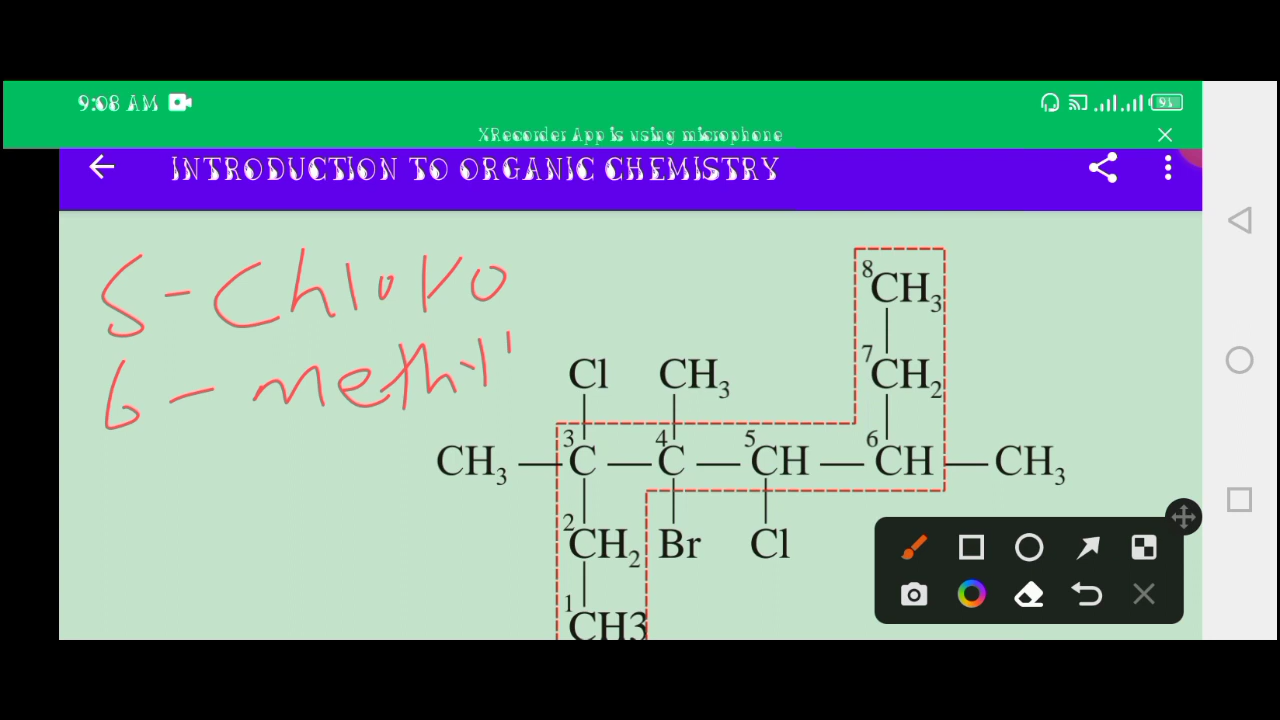 9:08 AM
94
XRecorder App is using microphone
INTRODUCTION TO ORGANIC CHEMISTRY
5-Chloro
6-methyl
8CH3
7CH2
Cl CH3
CH3 — 3C — 4C — 5CH — 6CH — CH3
2CH2 Br Cl
1CH3